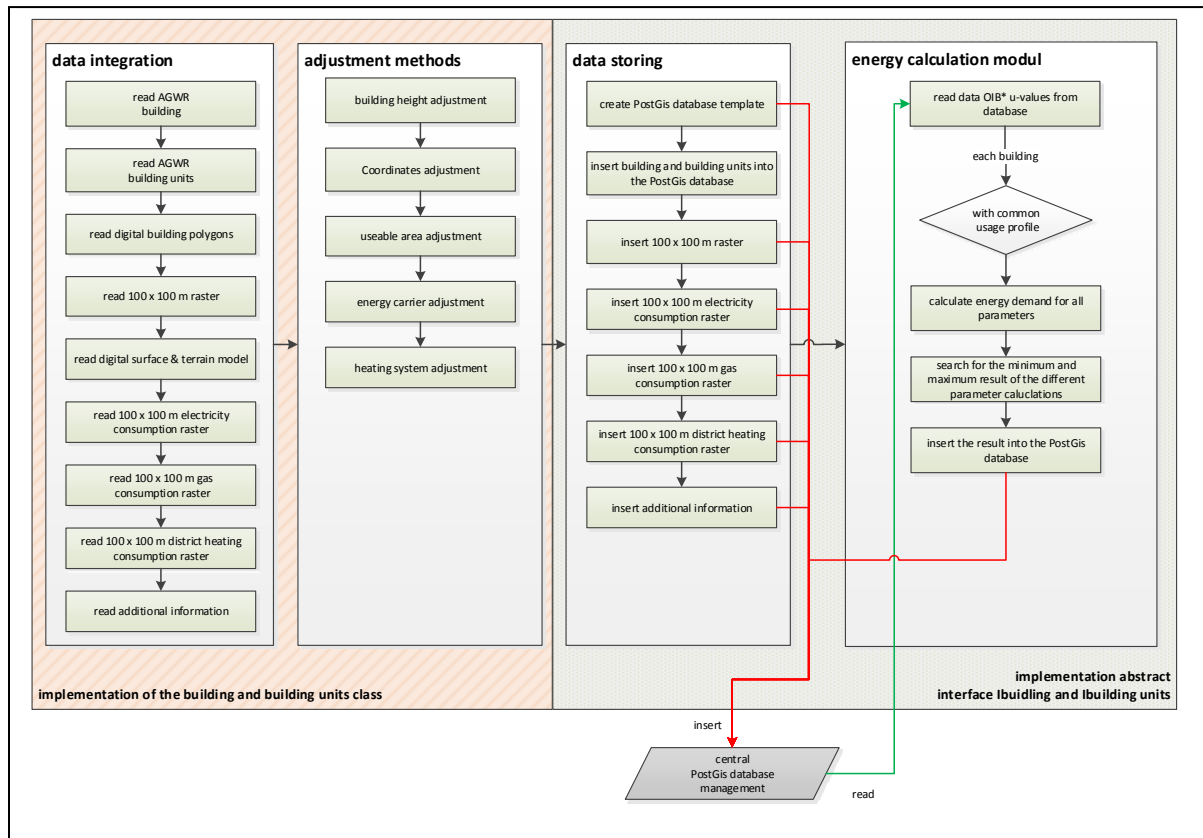 data integration
read AGWR
building
read AGWR
building units
read digital building polygons
read 100 x 100 m raster
read digital surface & terrain model
read 100 x 100 m electricity
consumption raster
read 100 x 100 m gas
consumption raster
read 100 x 100 m district heating
consumption raster
read additional information
adjustment methods
building height adjustment
Coordinates adjustment
useable area adjustment
energy carrier adjustment
heating system adjustment
implementation of the building and building units class
data storing
create PostGis database template
insert building and building units into
the PostGis database
insert 100 x 100 m raster
insert 100 x 100 m electricity
consumption raster
insert 100 x 100 m gas
consumption raster
insert 100 x 100 m district heating
consumption raster
insert additional information
energy calculation modul
read data OIB* u-values from
database
each building
with common
usage profile
calculate energy demand for all
parameters
search for the minimum and
maximum result of the different
parameter caluclations
insert the result into the PostGis
database
implementation abstract
interface Ibuidling and Ibuilding units
insert
central
PostGis database
management
read